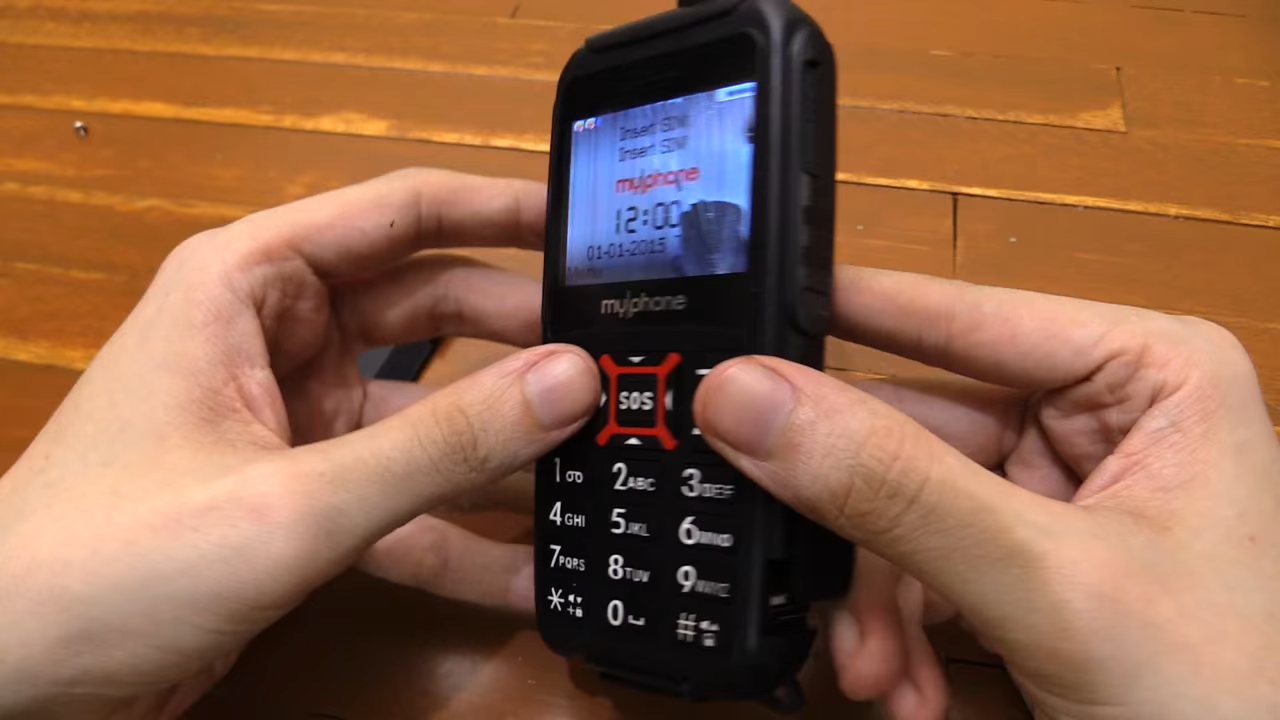 Insert SIM
Insert SIM
myphone
12:00
01-01-2015
Menu
myphone
SOS
1
2ABC
3DEF
4GHI
5JKL
6MNO
7PQRS
8TUV
9WXYZ
*
0
#